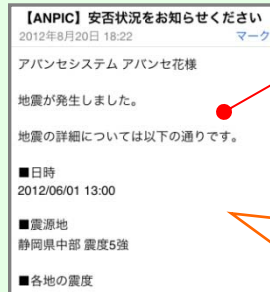 【ANPIC】安否状況をお知らせください
2012年8月20日 18:22 マーク
アバンセシステム アバンセ花様
地震が発生しました。
地震の詳細については以下の通りです。
■日時
2012/06/01 13:00
■震源地
静岡県中部 震度5強
■各地の震度